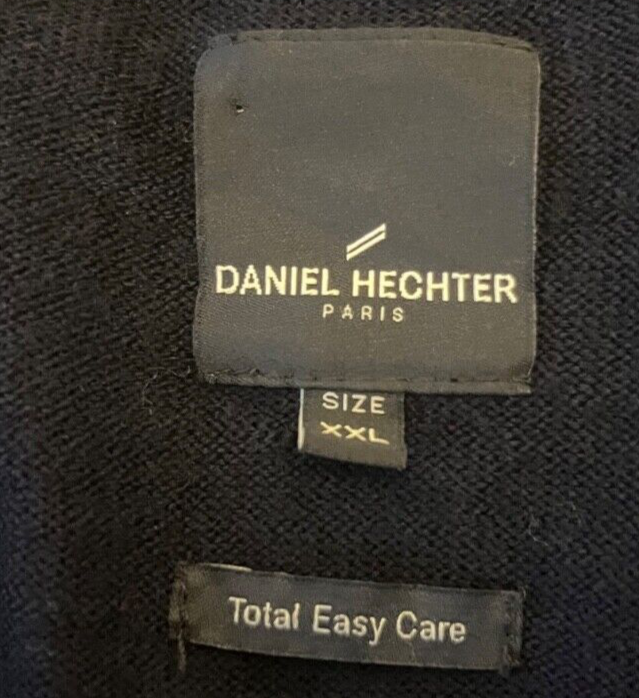 DANIEL HECHTER
PARIS
SIZE
XXL
Total Easy Care